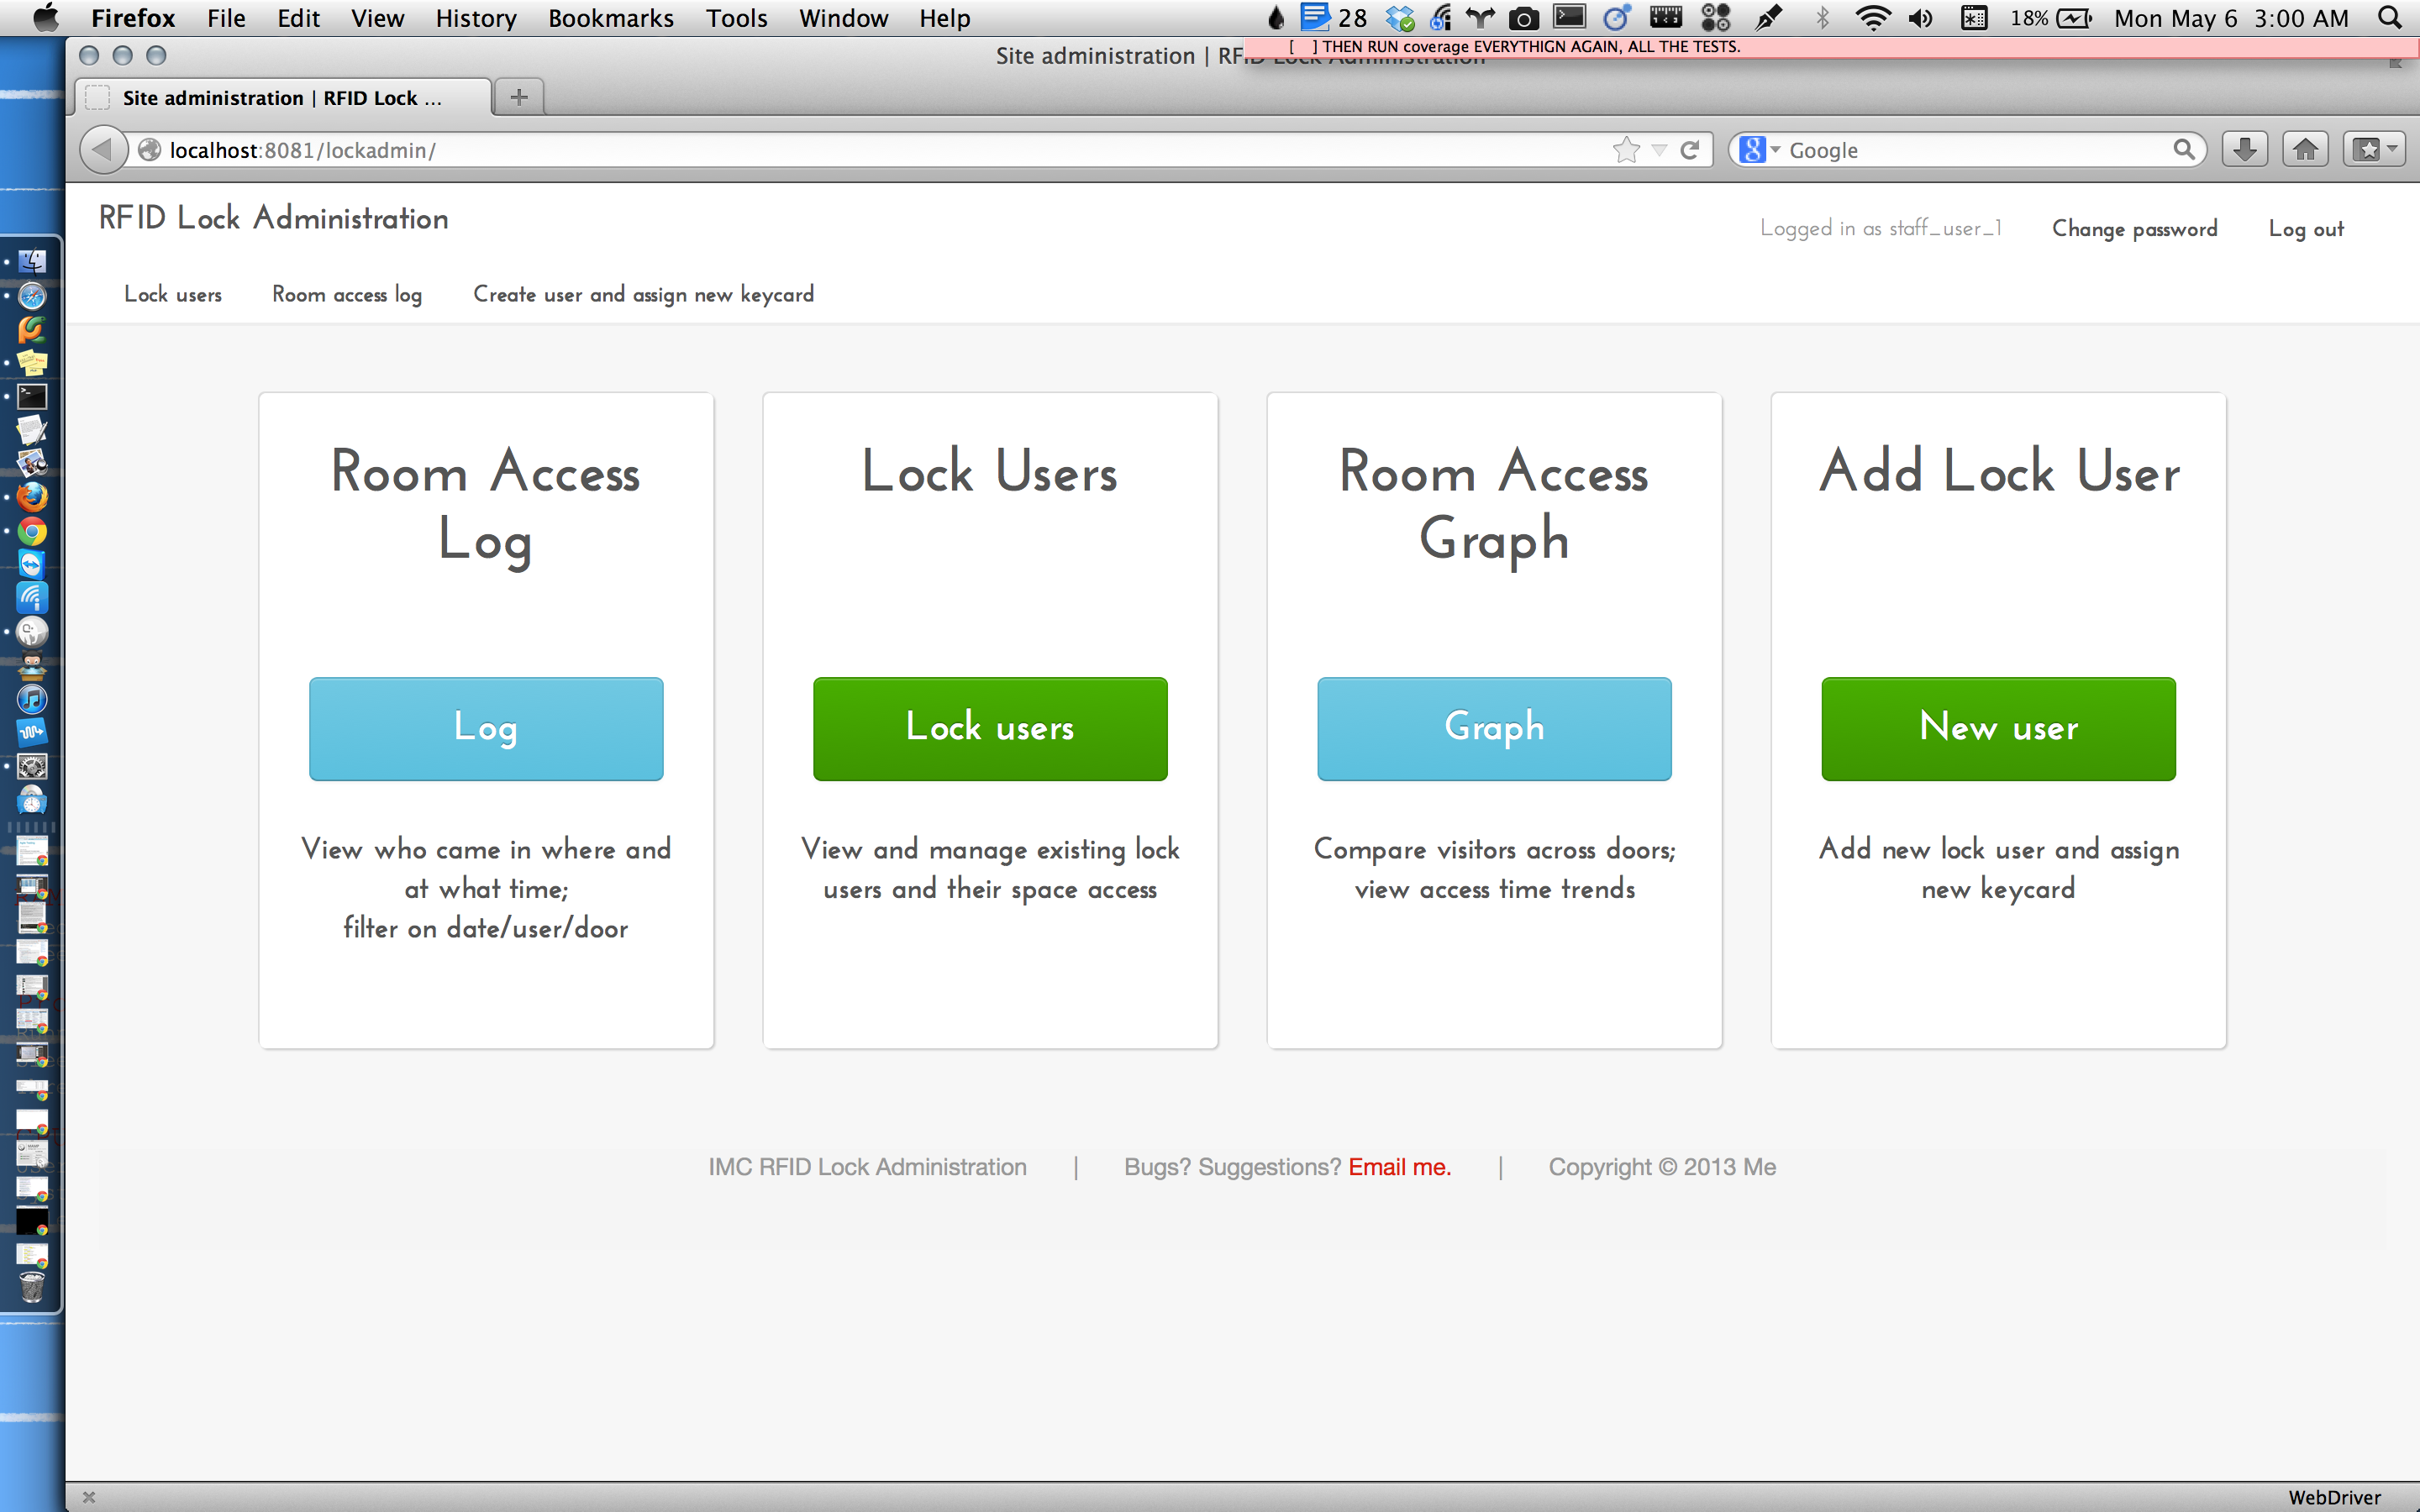 Firefox File Edit View History Bookmarks Tools Window Help 28 18% Mon May 6 3:00 AM
[ ] THEN RUN coverage EVERYTHIGN AGAIN, ALL THE TESTS.
Site administration | RFID Lock Administration
Site administration | RFID Lock ...
localhost:8081/lockadmin/
Google
RFID Lock Administration
Logged in as staff_user_1 Change password Log out
Lock users Room access log Create user and assign new keycard
Room Access
Log
Log
View who came in where and
at what time;
filter on date/user/door
Lock Users
Lock users
View and manage existing lock
users and their space access
Room Access
Graph
Graph
Compare visitors across doors;
view access time trends
Add Lock User
New user
Add new lock user and assign
new keycard
IMC RFID Lock Administration | Bugs? Suggestions? Email me. | Copyright © 2013 Me
WebDriver